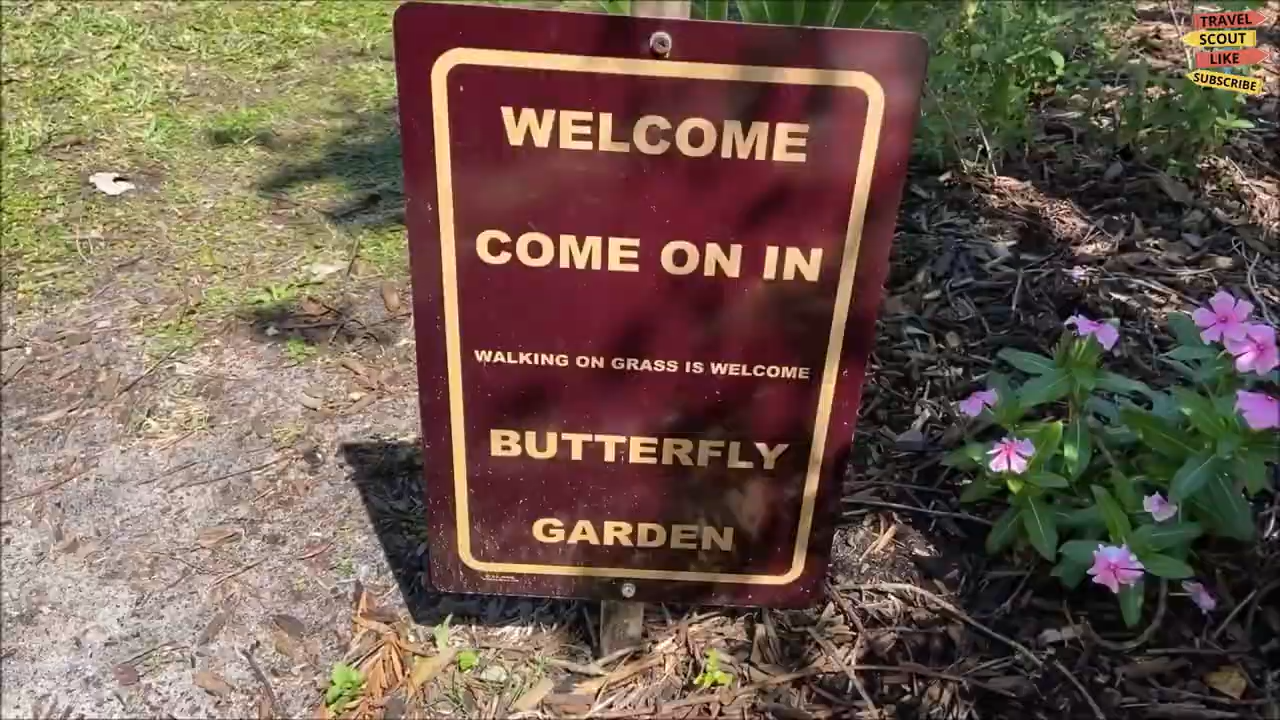 WELCOME
COME ON IN
WALKING ON GRASS IS WELCOME
BUTTERFLY
GARDEN
TRAVEL
SCOUT
LIKE
SUBSCRIBE